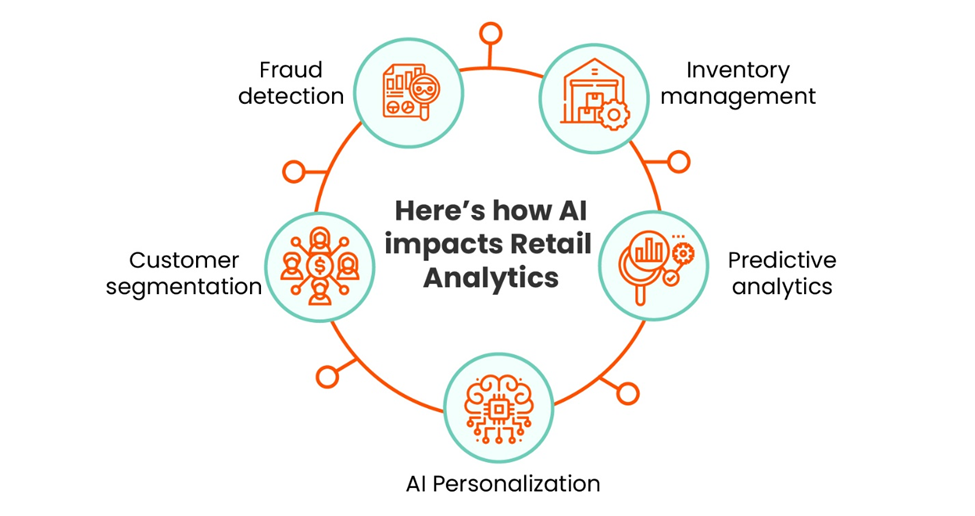 Fraud
detection
Inventory
management
Here's how AI
impacts Retail
Analytics
Customer
segmentation
$
Predictive
analytics
AI Personalization